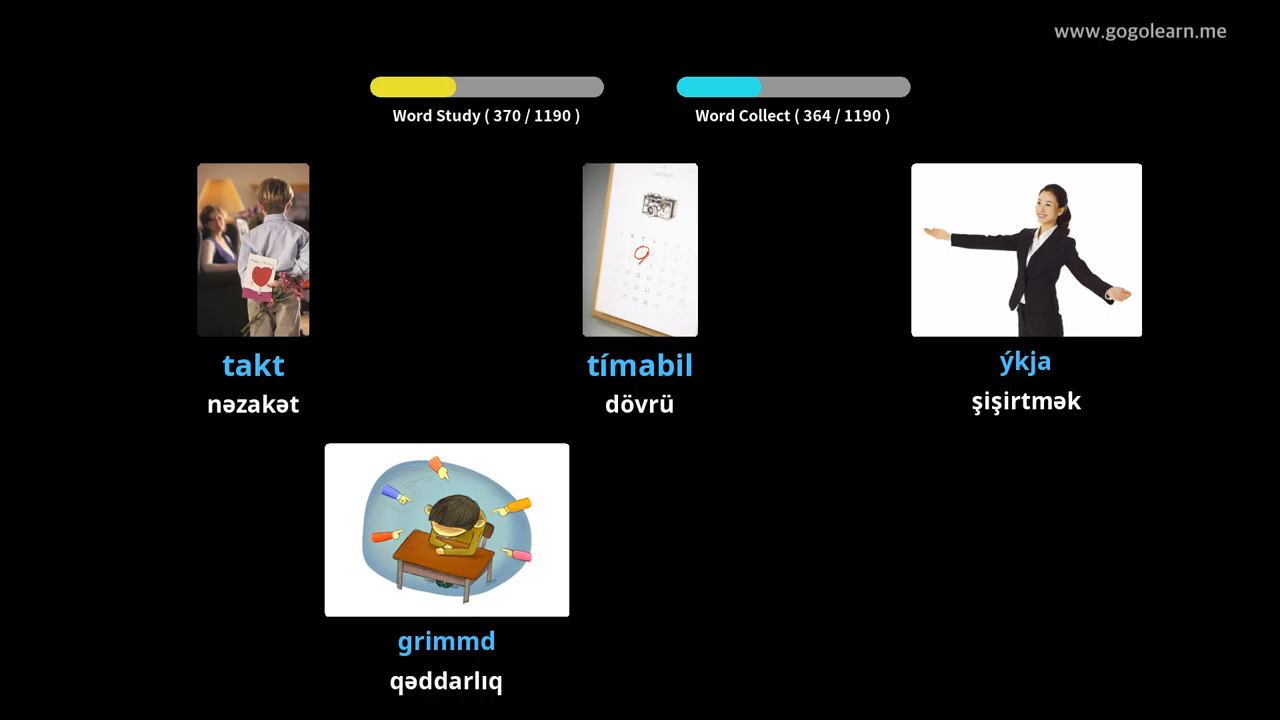 www.gogolearn.me
Word Study ( 370 / 1190 )
Word Collect ( 364 / 1190 )
takt
nəzakət
tímabil
dövrü
ýkja
şişirtmək
grimmd
qəddarlıq